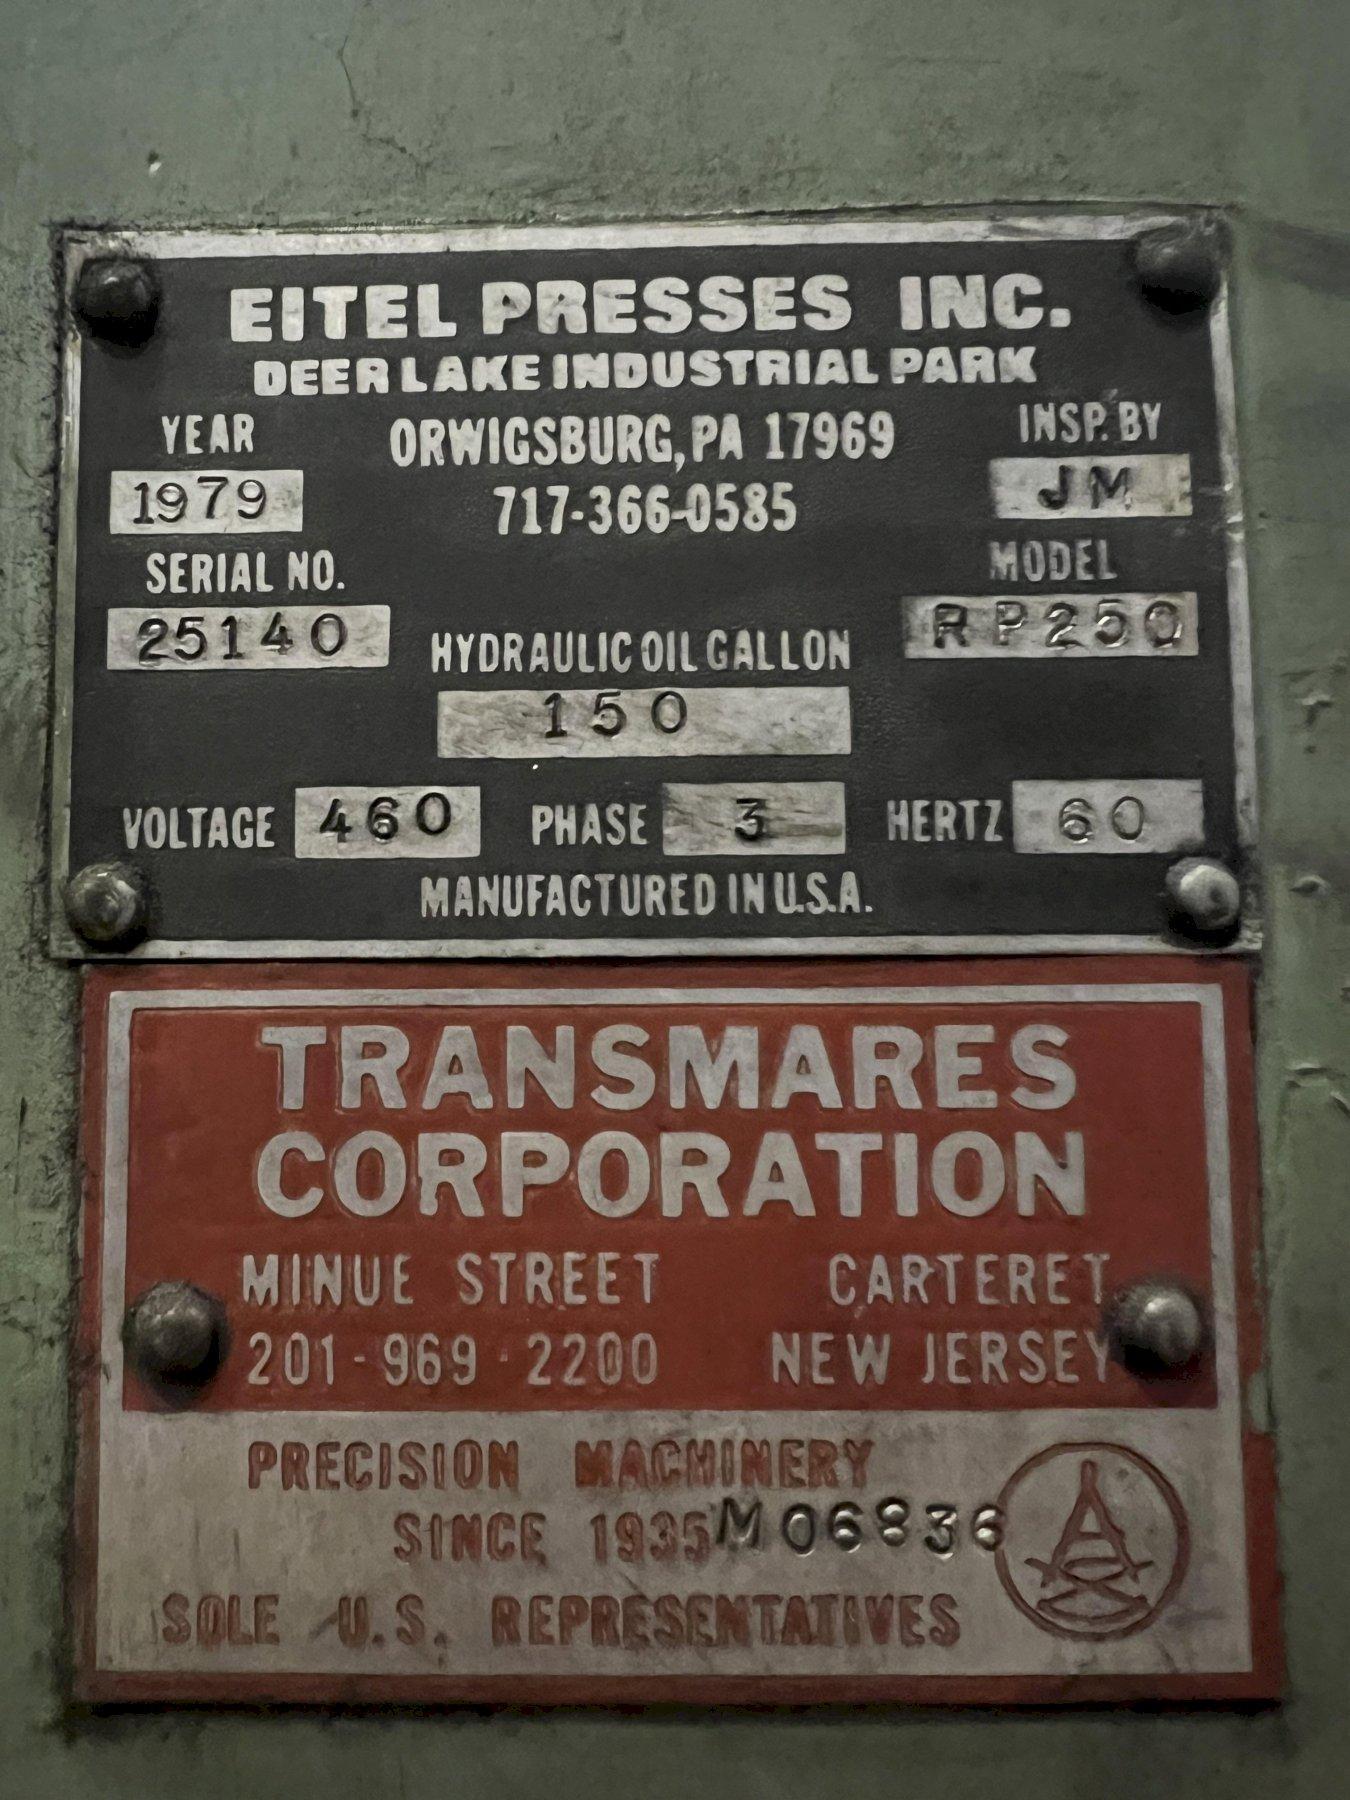 EITEL PRESSES INC.
DEER LAKE INDUSTRIAL PARK
YEAR ORWIGSBURG, PA 17969 INSP. BY
1979 717-366-0585 JM
SERIAL NO. MODEL
25140 RP250
HYDRAULIC OIL GALLON
150
VOLTAGE 460 PHASE 3 HERTZ 60
MANUFACTURED IN U.S.A.
TRANSMARES
CORPORATION
MINUE STREET CARTERET
201-969-2200 NEW JERSEY
PRECISION MACHINERY
SINCE 1935 M06836
SOLE U.S. REPRESENTATIVES